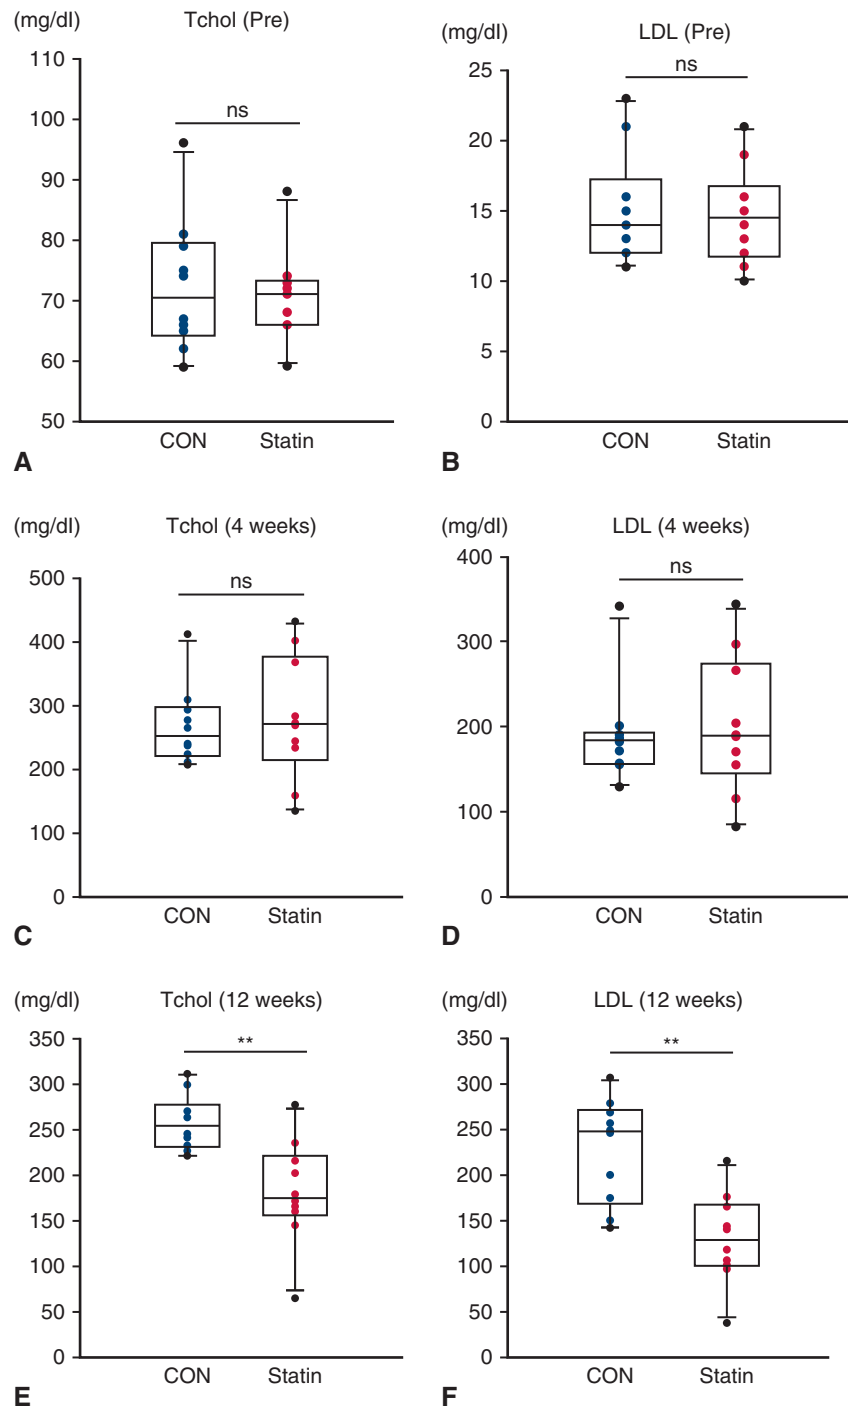 (mg/dl) Tchol (Pre)
110
100
90
80
70
60
50
ns
CON Statin
A
(mg/dl) LDL (Pre)
25
20
15
10
5
0
ns
CON Statin
B
(mg/dl) Tchol (4 weeks)
500
400
300
200
100
0
ns
CON Statin
C
(mg/dl) LDL (4 weeks)
400
300
200
100
0
ns
CON Statin
D
(mg/dl) Tchol (12 weeks)
350
300
250
200
150
100
50
0
**
CON Statin
E
(mg/dl) LDL (12 weeks)
350
300
250
200
150
100
50
0
**
CON Statin
F